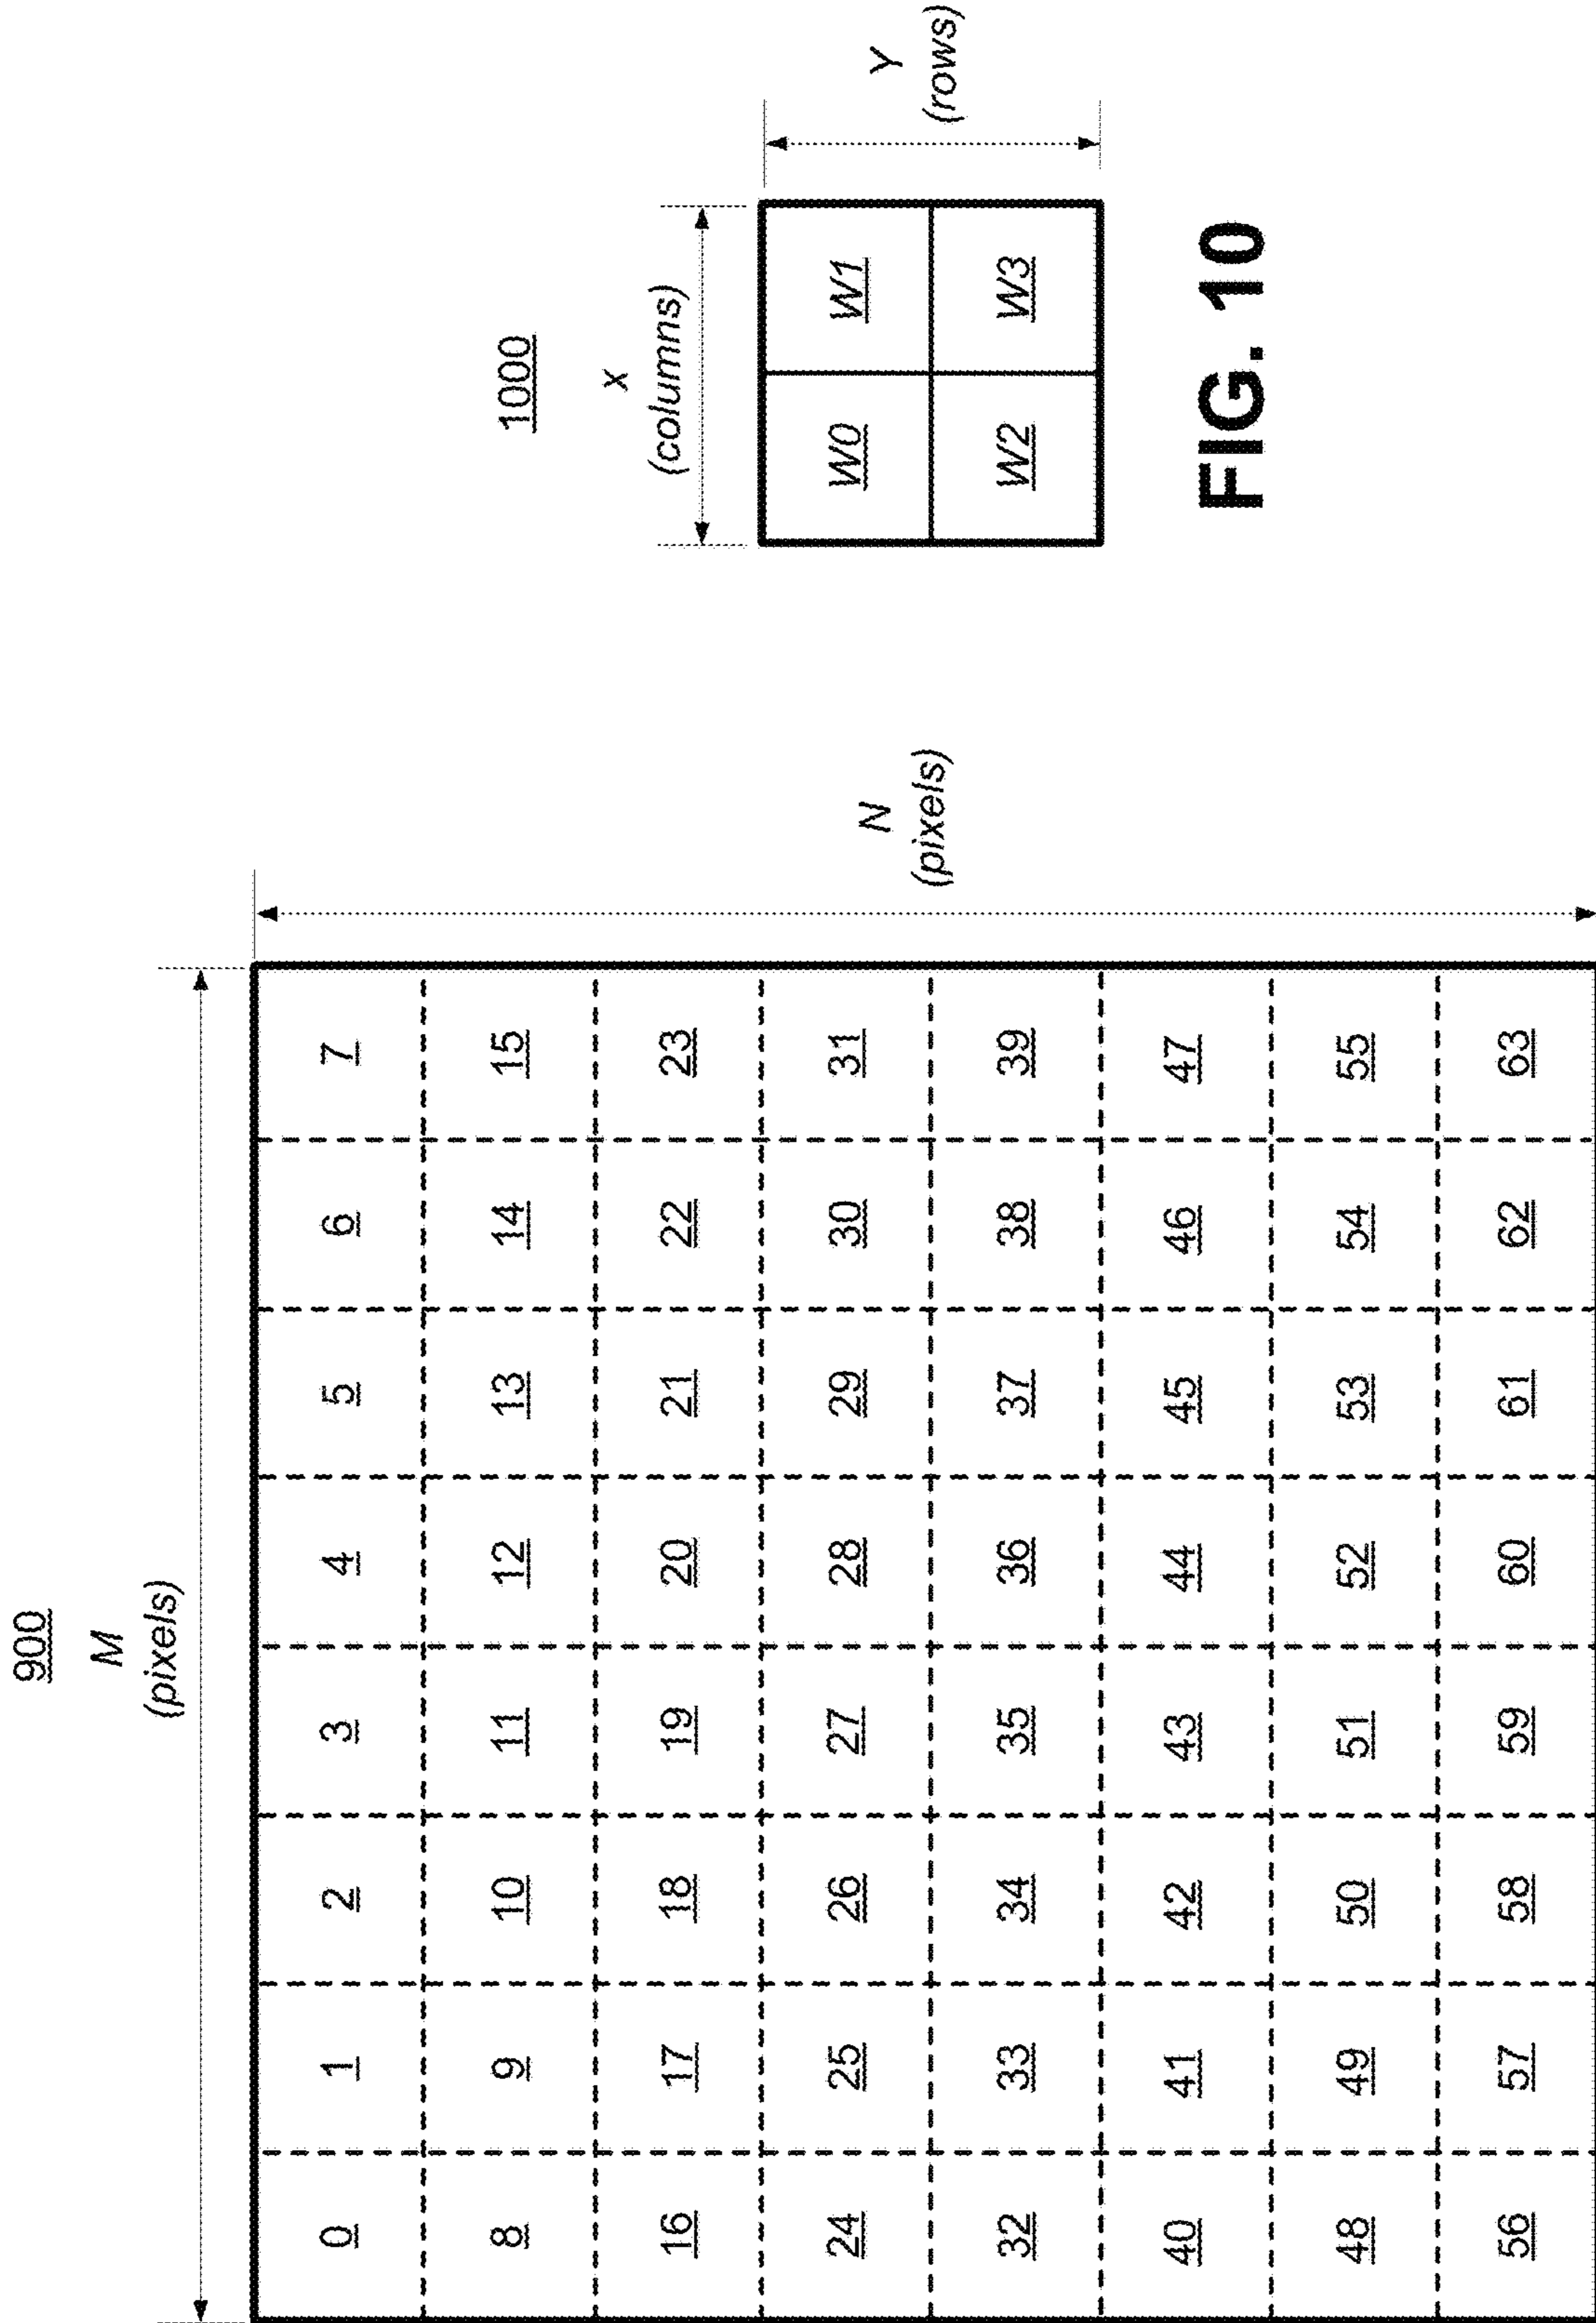 900
M
(pixels)
0 1 2 3 4 5 6 7
8 9 10 11 12 13 14 15
16 17 18 19 20 21 22 23
24 25 26 27 28 29 30 31
32 33 34 35 36 37 38 39
40 41 42 43 44 45 46 47
48 49 50 51 52 53 54 55
56 57 58 59 60 61 62 63
N
(pixels)
1000
X
(columns)
W0 W1
W2 W3
Y
(rows)
FIG. 10